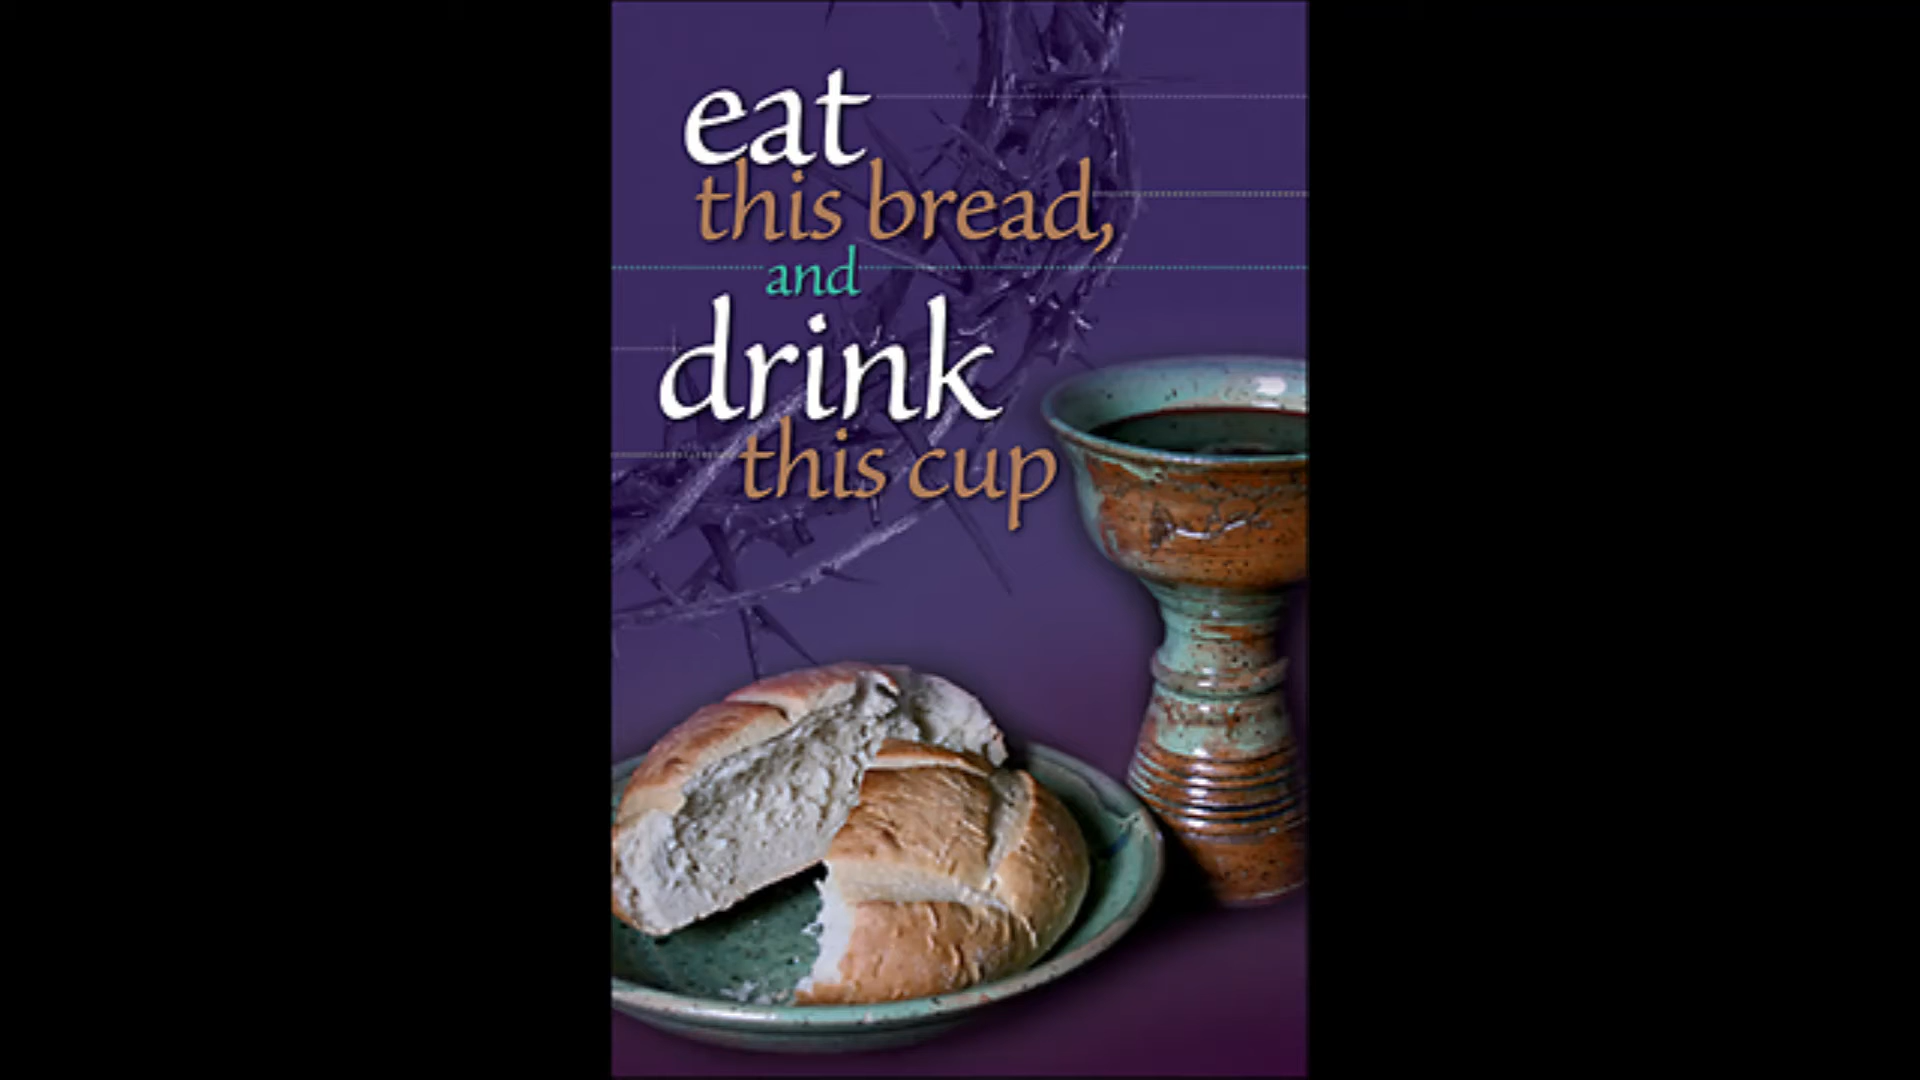 eat
this bread,
and
drink
this cup